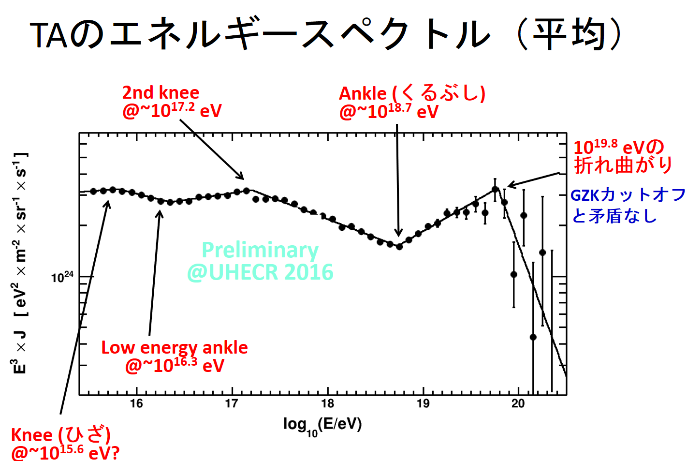 TAのエネルギースペクトル（平均）
2nd knee
@~10^17.2 eV
Ankle (くるぶし)
@~10^18.7 eV
10^19.8 eVの
折れ曲がり
GZKカットオフ
と矛盾なし
Preliminary
@UHECR 2016
Low energy ankle
@~10^16.3 eV
Knee (ひざ)
@~10^15.6 eV?
E^3 × J [ eV^2 × m^-2 × sr^-1 × s^-1 ]
10^24
16 17 18 19 20
log_10(E/eV)